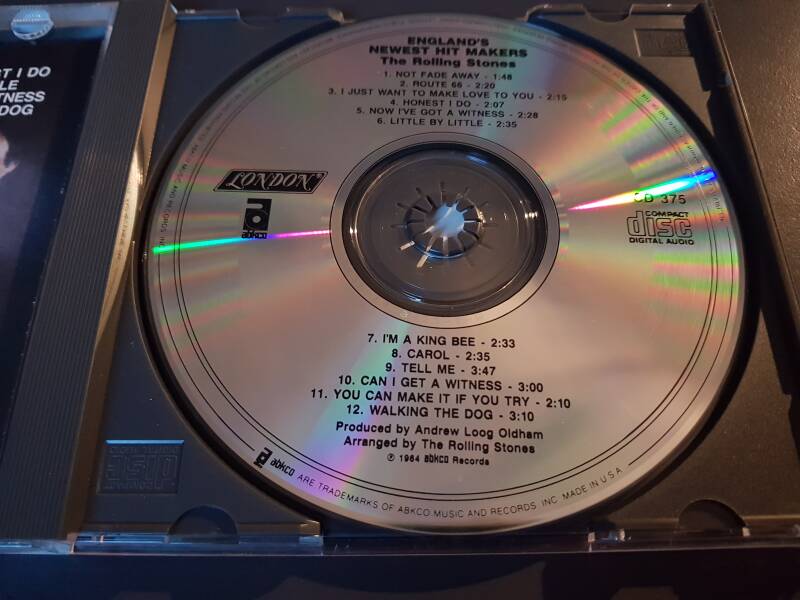 ST I DO
LE
TNESS
DOG
ENGLAND'S
NEWEST HIT MAKERS
The Rolling Stones
1. NOT FADE AWAY - 1:48
2. ROUTE 66 - 2:20
3. I JUST WANT TO MAKE LOVE TO YOU - 2:15
4. HONEST I DO - 2:07
5. NOW I'VE GOT A WITNESS - 2:28
6. LITTLE BY LITTLE - 2:35
LONDON
abkco
CD 375
COMPACT
disc
DIGITAL AUDIO
7. I'M A KING BEE - 2:33
8. CAROL - 2:35
9. TELL ME - 3:47
10. CAN I GET A WITNESS - 3:00
11. YOU CAN MAKE IT IF YOU TRY - 2:10
12. WALKING THE DOG - 3:10
Produced by Andrew Loog Oldham
Arranged by The Rolling Stones
℗ 1964 abkco Records
abkco ARE TRADEMARKS OF ABKCO MUSIC AND RECORDS, INC. MADE IN U.S.A.